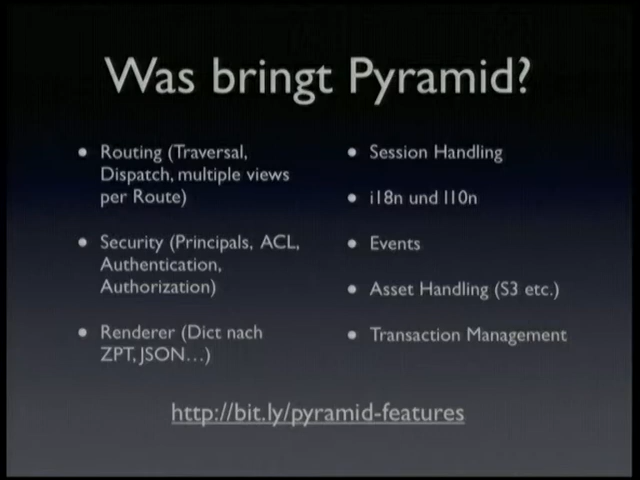 Was bringt Pyramid?
• Routing (Traversal,
Dispatch, multiple views
per Route)
• Security (Principals, ACL,
Authentication,
Authorization)
• Renderer (Dict nach
ZPT, JSON...)
• Session Handling
• i18n und l10n
• Events
• Asset Handling (S3 etc.)
• Transaction Management
http://bit.ly/pyramid-features